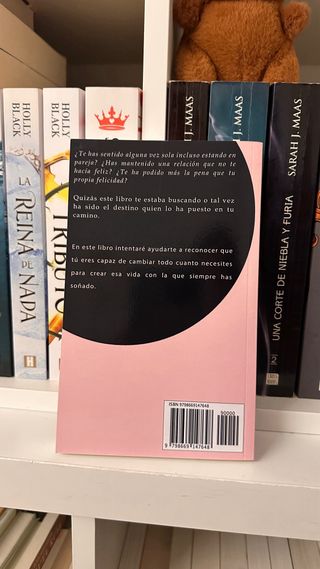 HOLLY BLACK
LA REINA DE NADA
HOLLY BLACK
SARAH J. MAAS
UNA CORTE DE NIEBLA Y FURIA
2
¿Te has sentido alguna vez sola incluso estando en
pareja? ¿Has mantenido una relación que no te
hacía feliz? ¿Te ha podido más la pena que tu
propia felicidad?
Quizás este libro te estaba buscando o tal vez
ha sido el destino quien lo ha puesto en tu
camino.
En este libro intentaré ayudarte a reconocer que
tú eres capaz de cambiar todo cuanto necesites
para crear esa vida con la que siempre has
soñado.
ISBN 9798669147648
90000
9 798669 147648